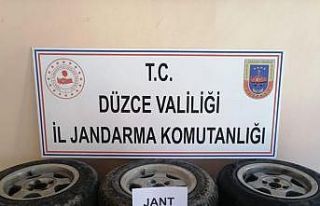 T.C.
DÜZCE VALİLİĞİ
İL JANDARMA KOMUTANLIĞI
JANT